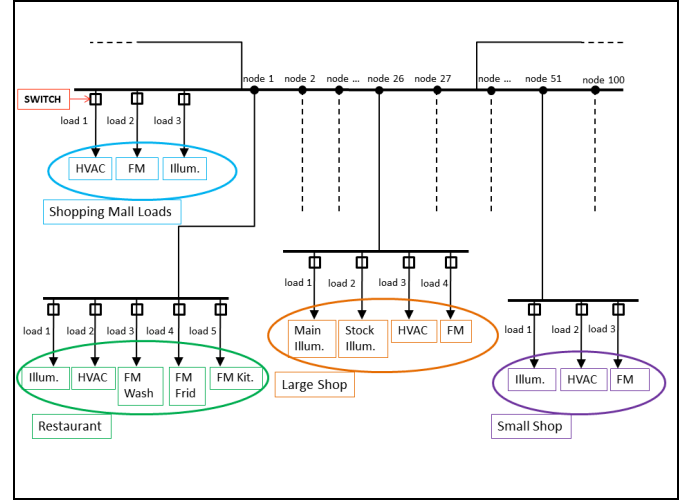 node 1 node 2 node ... node 26 node 27 node ... node 51 node 100
SWITCH
load 1 load 2 load 3
HVAC FM Illum.
Shopping Mall Loads
load 1 load 2 load 3 load 4
Main Illum.
Stock Illum.
HVAC FM
Large Shop
load 1 load 2 load 3 load 4 load 5
Illum. HVAC
FM Wash
FM Frid
FM Kit.
Restaurant
load 1 load 2 load 3
Illum. HVAC FM
Small Shop